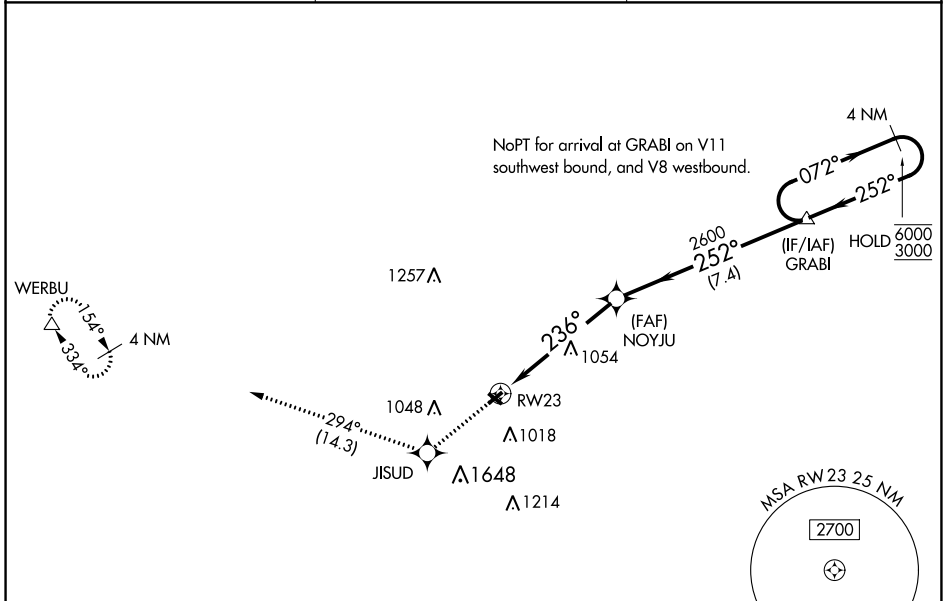 4 NM
NoPT for arrival at GRABI on V11
southwest bound, and V8 westbound.
072°
252°
HOLD 6000
3000
(IF/IAF)
GRABI
2600
252°
(7.4)
1257
WERBU
154°
4 NM
334°
(FAF)
NOYJU
236°
1054
RW23
1048
294°
(14.3)
1018
JISUD
1648
1214
MSA RW23 25 NM
2700